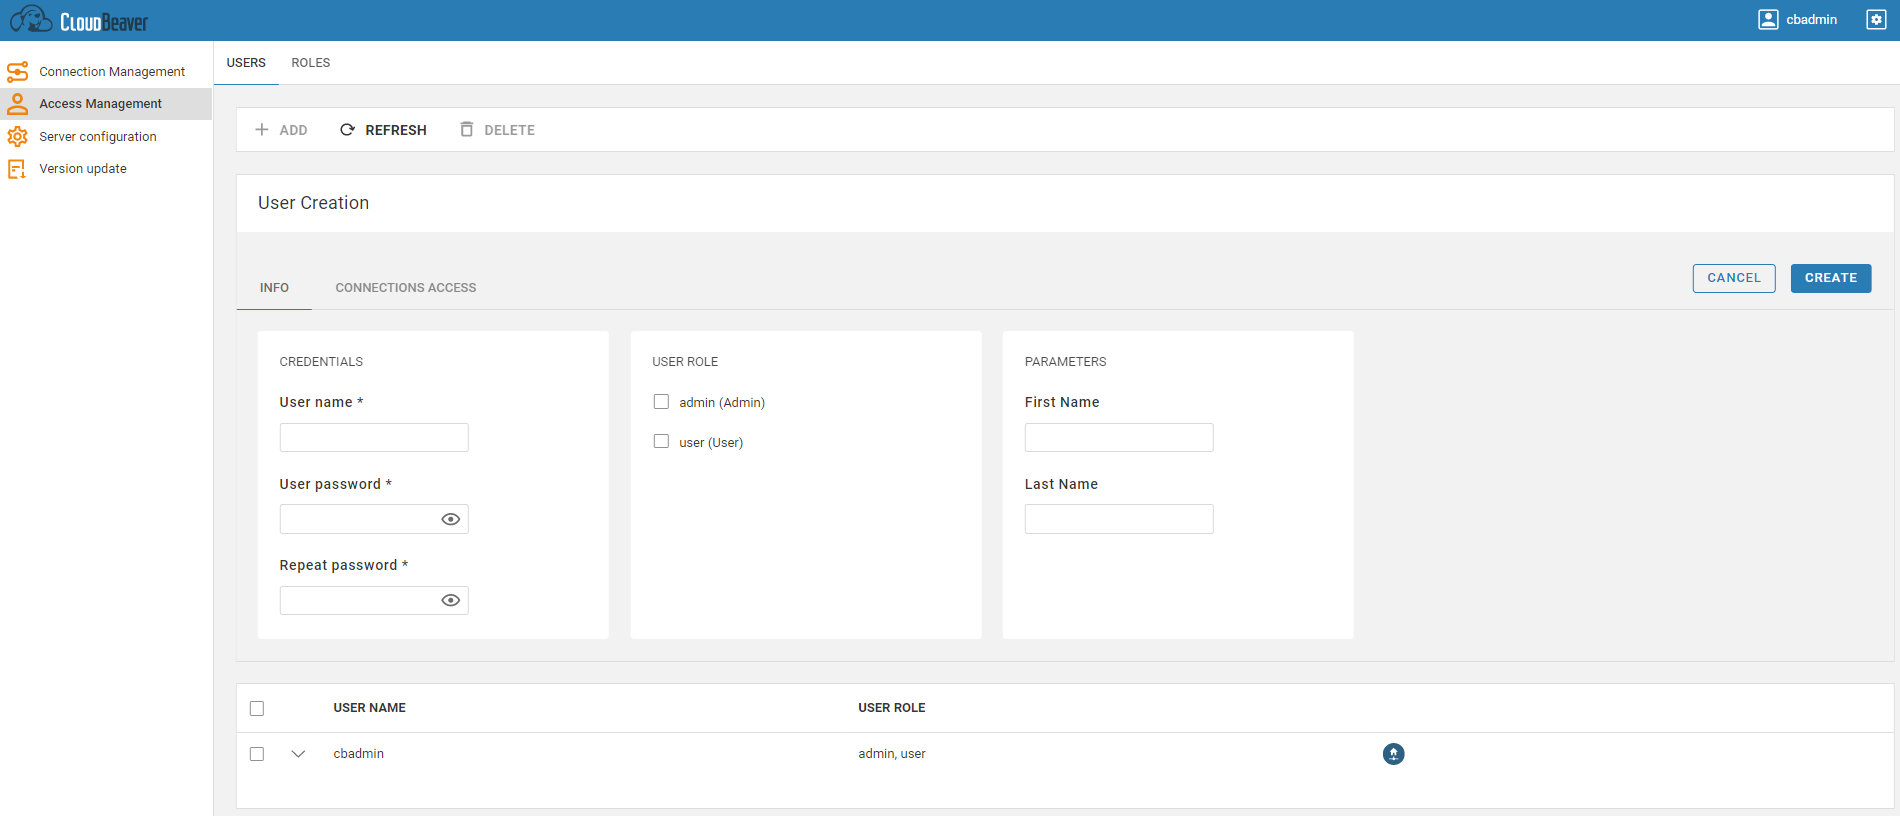 CloudBeaver
cbadmin
Connection Management
Access Management
Server configuration
Version update
USERS ROLES
ADD REFRESH DELETE
User Creation
INFO CONNECTIONS ACCESS
CANCEL CREATE
CREDENTIALS
User name *
User password *
Repeat password *
USER ROLE
admin (Admin)
user (User)
PARAMETERS
First Name
Last Name
USER NAME USER ROLE
cbadmin admin, user